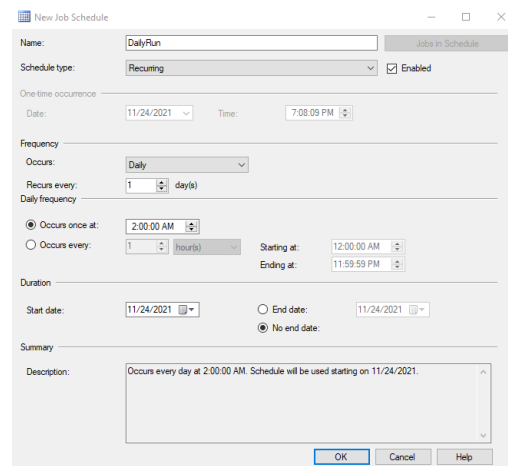 New Job Schedule
Name: DailyRun Jobs in Schedule
Schedule type: Recurring Enabled
One-time occurrence
Date: 11/24/2021 Time: 7:08:09 PM
Frequency
Occurs: Daily
Recurs every: 1 day(s)
Daily frequency
Occurs once at: 2:00:00 AM
Occurs every: 1 hour(s) Starting at: 12:00:00 AM
Ending at: 11:59:59 PM
Duration
Start date: 11/24/2021 End date: 11/24/2021
No end date:
Summary
Description: Occurs every day at 2:00:00 AM. Schedule will be used starting on 11/24/2021.
OK Cancel Help